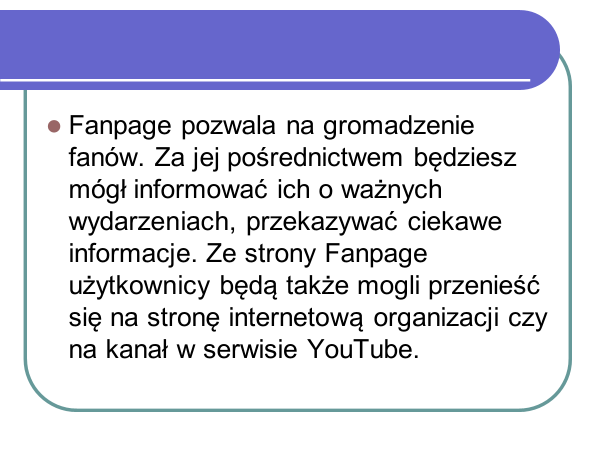 Fanpage pozwala na gromadzenie
fanów. Za jej pośrednictwem będziesz
mógł informować ich o ważnych
wydarzeniach, przekazywać ciekawe
informacje. Ze strony Fanpage
użytkownicy będą także mogli przenieść
się na stronę internetową organizacji czy
na kanał w serwisie YouTube.